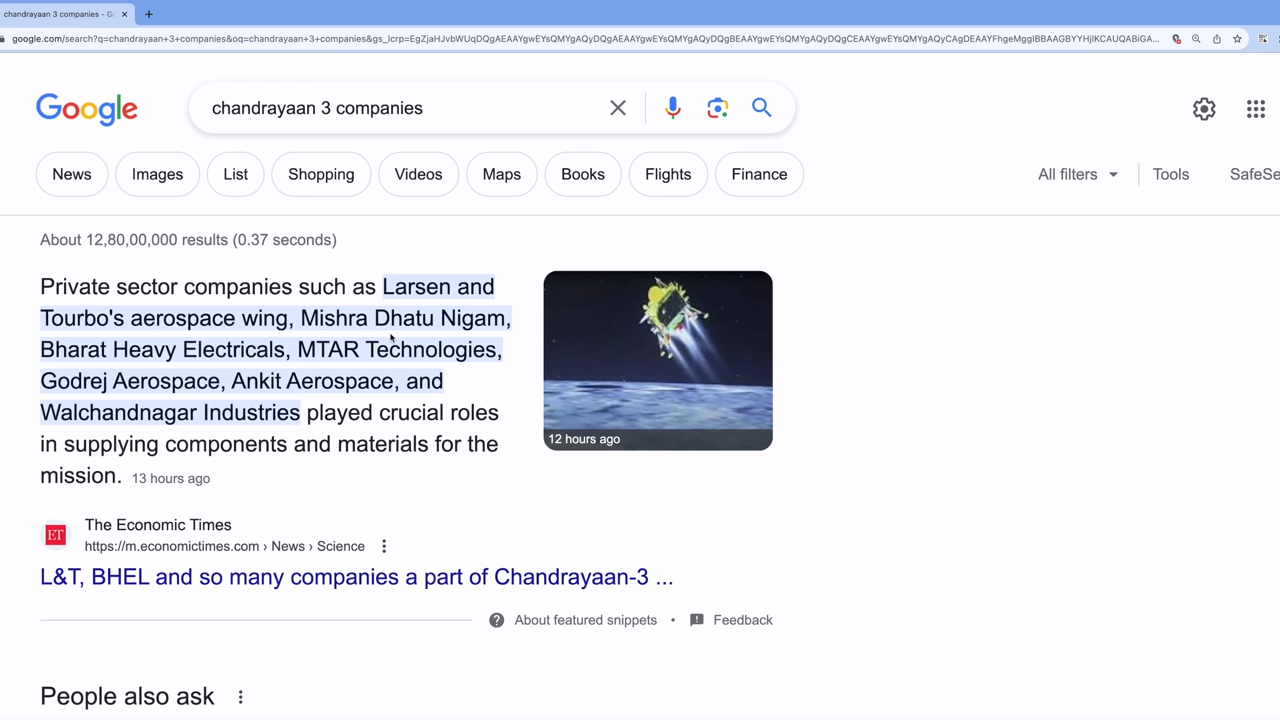 chandrayaan 3 companies - G
google.com/search?q=chandrayaan+3+companies&oq=chandrayaan+3+companies&gs_lcrp=EgZjaHJvbWUqDQgAEAAYgwEYsQMYgAQyDQgAEAAYgwEYsQMYgAQyDQgBEAAYgwEYsQMYgAQyDQgCEAAYgwEYsQMYgAQyCAgDEAAYFhgeMggIBBAAGBYYHjIKCAUQABiGA...
Google
chandrayaan 3 companies
News Images List Shopping Videos Maps Books Flights Finance All filters Tools SafeSe
About 12,80,00,000 results (0.37 seconds)
Private sector companies such as Larsen and
Tourbo's aerospace wing, Mishra Dhatu Nigam,
Bharat Heavy Electricals, MTAR Technologies,
Godrej Aerospace, Ankit Aerospace, and
Walchandnagar Industries played crucial roles
in supplying components and materials for the
mission. 13 hours ago
12 hours ago
ET
The Economic Times
https://m.economictimes.com › News › Science
L&T, BHEL and so many companies a part of Chandrayaan-3 ...
About featured snippets • Feedback
People also ask